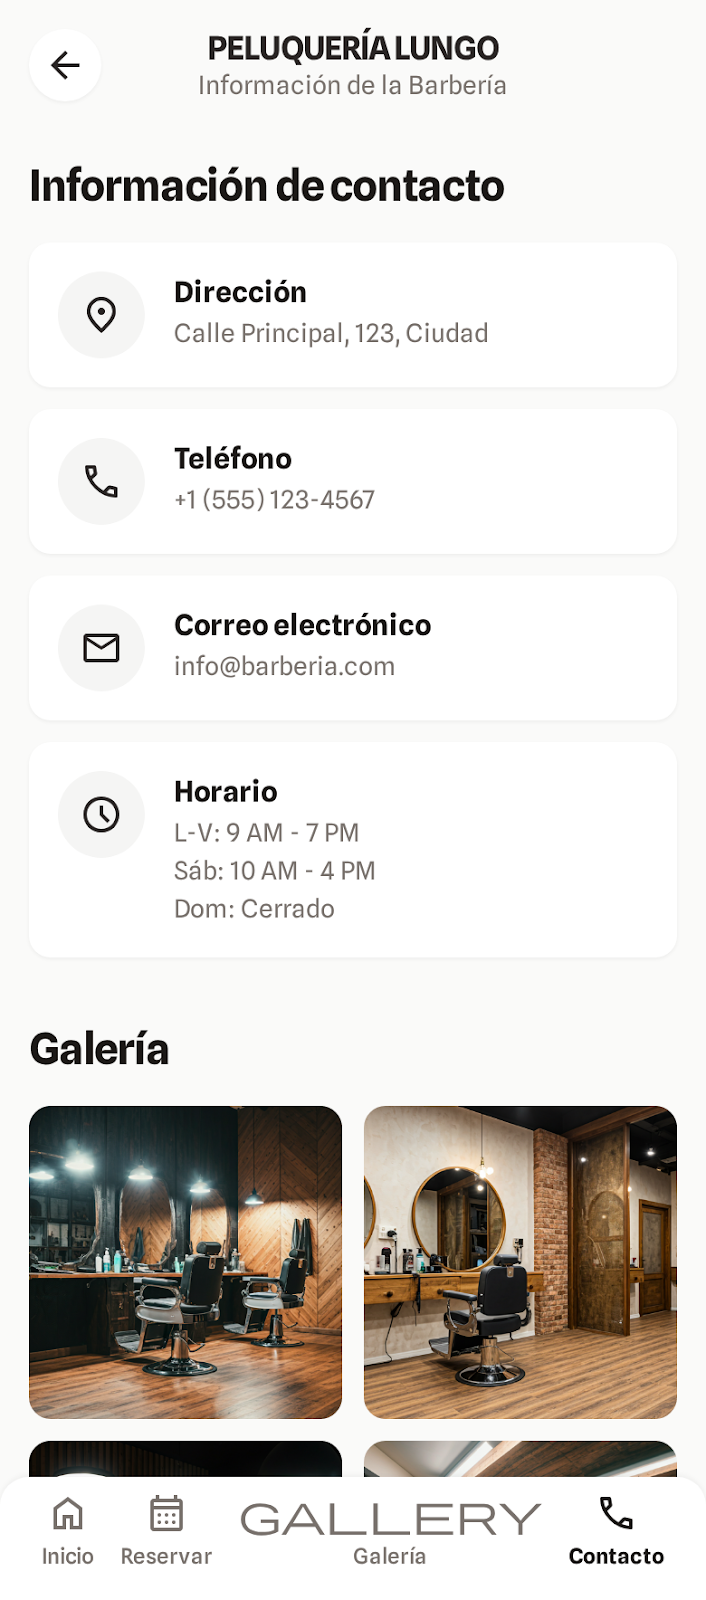 PELUQUERÍA LUNGO
Información de la Barbería
Información de contacto
Dirección
Calle Principal, 123, Ciudad
Teléfono
+1 (555) 123-4567
Correo electrónico
info@barberia.com
Horario
L-V: 9 AM - 7 PM
Sáb: 10 AM - 4 PM
Dom: Cerrado
Galería
GALLERY
Inicio
Reservar
Galería
Contacto